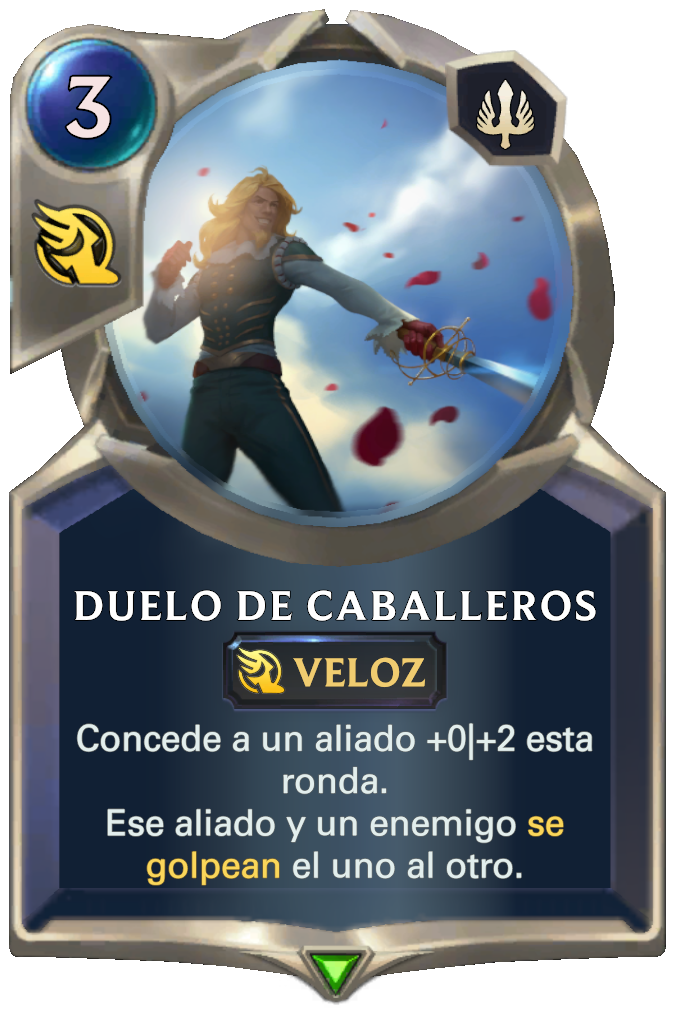 3
DUELO DE CABALLEROS
VELOZ
Concede a un aliado +0|+2 esta
ronda.
Ese aliado y un enemigo se
golpean el uno al otro.